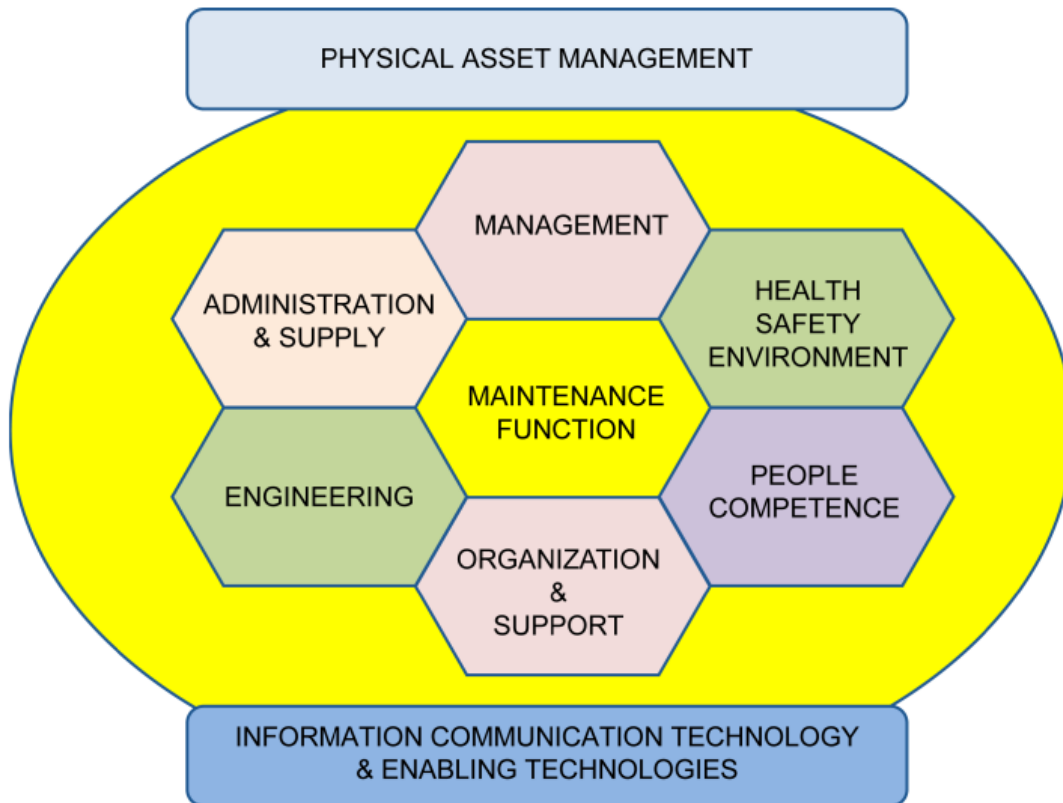 PHYSICAL ASSET MANAGEMENT
MANAGEMENT
ADMINISTRATION
& SUPPLY
HEALTH
SAFETY
ENVIRONMENT
MAINTENANCE
FUNCTION
ENGINEERING
PEOPLE
COMPETENCE
ORGANIZATION
&
SUPPORT
INFORMATION COMMUNICATION TECHNOLOGY
& ENABLING TECHNOLOGIES